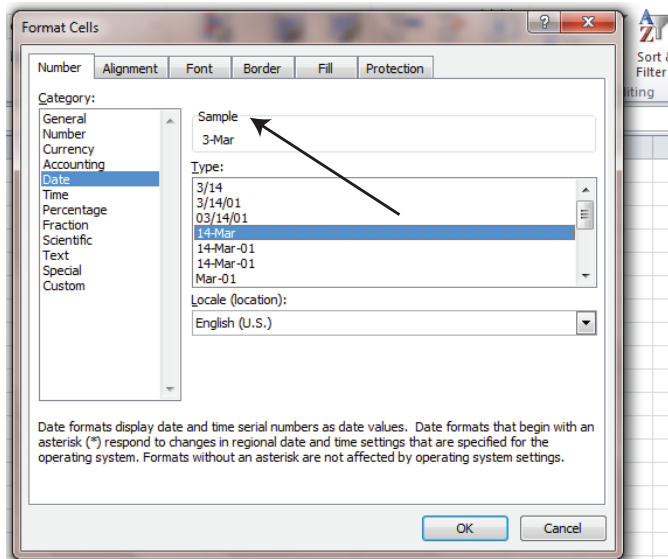 Format Cells
Sort &
Filter
iting
Number Alignment Font Border Fill Protection
Category:
General
Number
Currency
Accounting
Date
Time
Percentage
Fraction
Scientific
Text
Special
Custom
Sample
3-Mar
Type:
3/14
3/14/01
03/14/01
14-Mar
14-Mar-01
14-Mar-01
Mar-01
Locale (location):
English (U.S.)
Date formats display date and time serial numbers as date values. Date formats that begin with an
asterisk (*) respond to changes in regional date and time settings that are specified for the
operating system. Formats without an asterisk are not affected by operating system settings.
OK Cancel